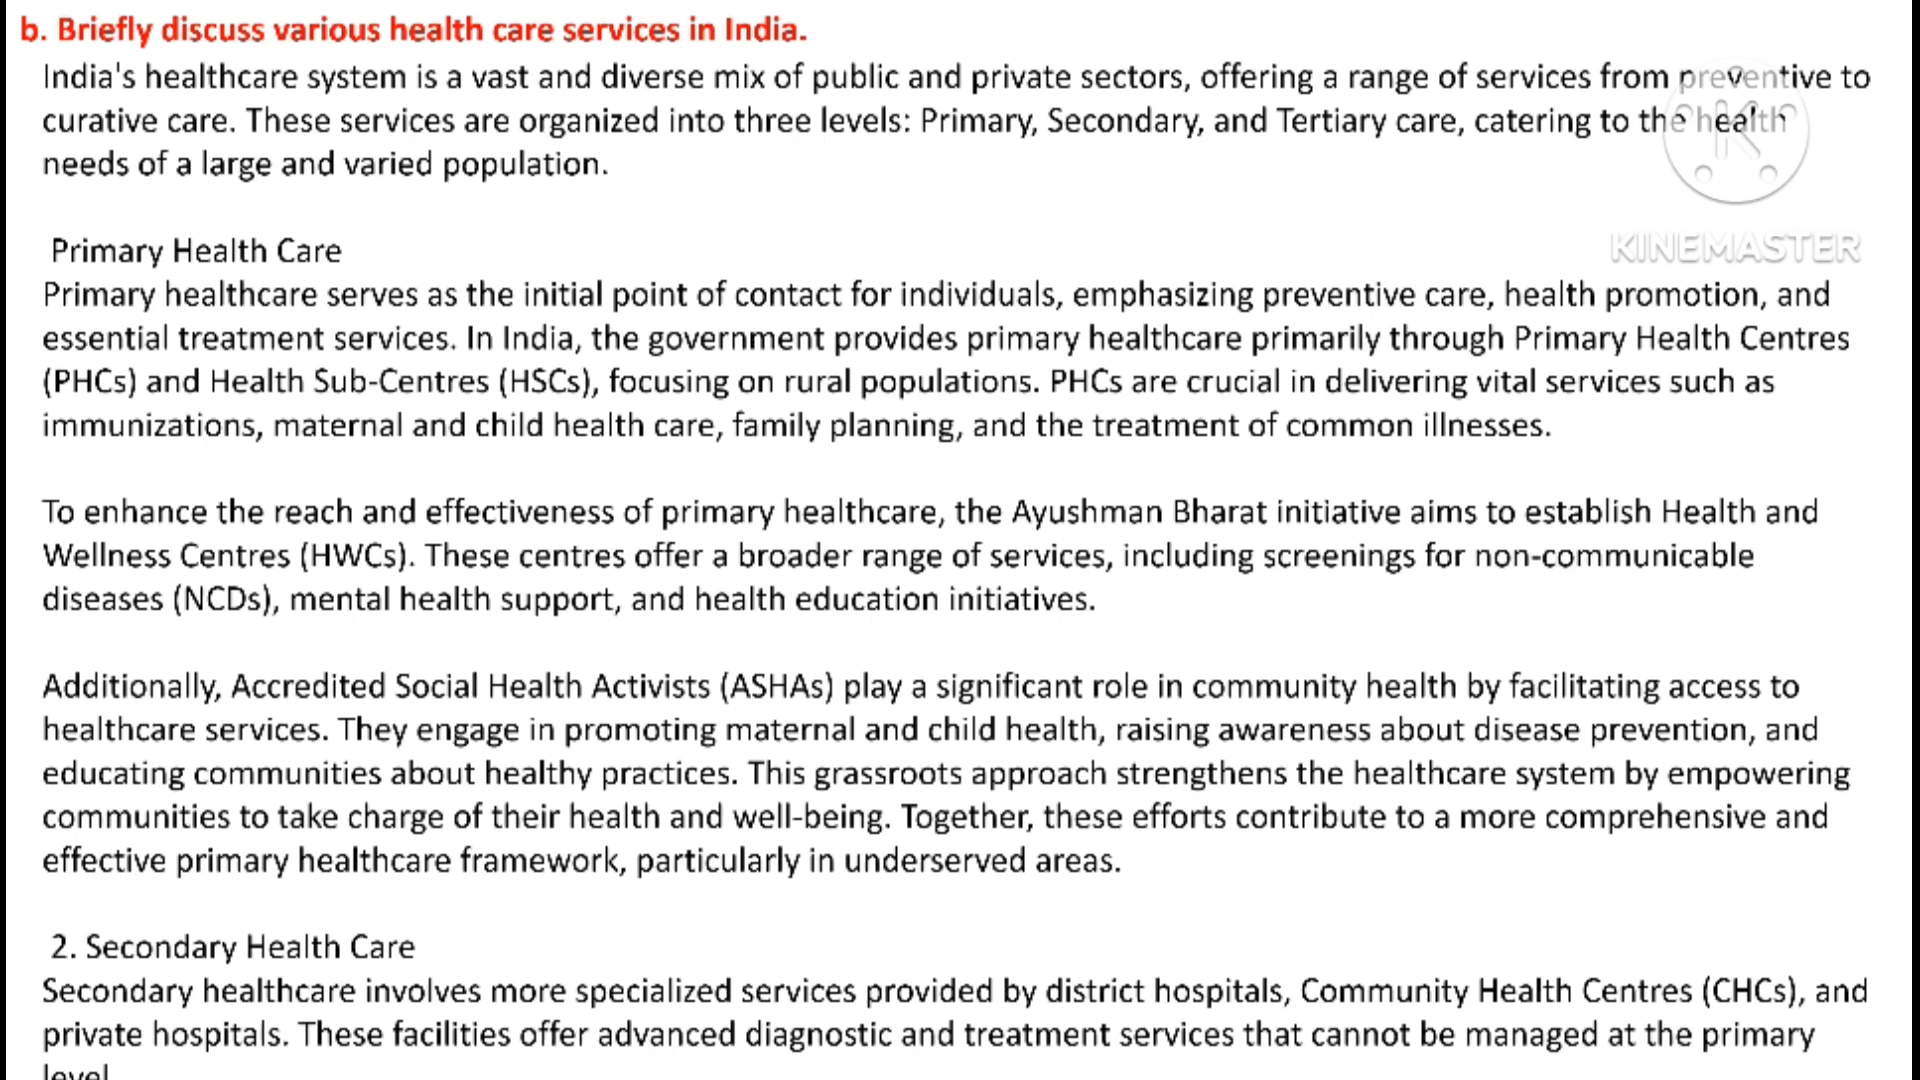 b. Briefly discuss various health care services in India.
India's healthcare system is a vast and diverse mix of public and private sectors, offering a range of services from preventive to
curative care. These services are organized into three levels: Primary, Secondary, and Tertiary care, catering to the health
needs of a large and varied population.
KINEMASTER
Primary Health Care
Primary healthcare serves as the initial point of contact for individuals, emphasizing preventive care, health promotion, and
essential treatment services. In India, the government provides primary healthcare primarily through Primary Health Centres
(PHCs) and Health Sub-Centres (HSCs), focusing on rural populations. PHCs are crucial in delivering vital services such as
immunizations, maternal and child health care, family planning, and the treatment of common illnesses.
To enhance the reach and effectiveness of primary healthcare, the Ayushman Bharat initiative aims to establish Health and
Wellness Centres (HWCs). These centres offer a broader range of services, including screenings for non-communicable
diseases (NCDs), mental health support, and health education initiatives.
Additionally, Accredited Social Health Activists (ASHAs) play a significant role in community health by facilitating access to
healthcare services. They engage in promoting maternal and child health, raising awareness about disease prevention, and
educating communities about healthy practices. This grassroots approach strengthens the healthcare system by empowering
communities to take charge of their health and well-being. Together, these efforts contribute to a more comprehensive and
effective primary healthcare framework, particularly in underserved areas.
2. Secondary Health Care
Secondary healthcare involves more specialized services provided by district hospitals, Community Health Centres (CHCs), and
private hospitals. These facilities offer advanced diagnostic and treatment services that cannot be managed at the primary
level